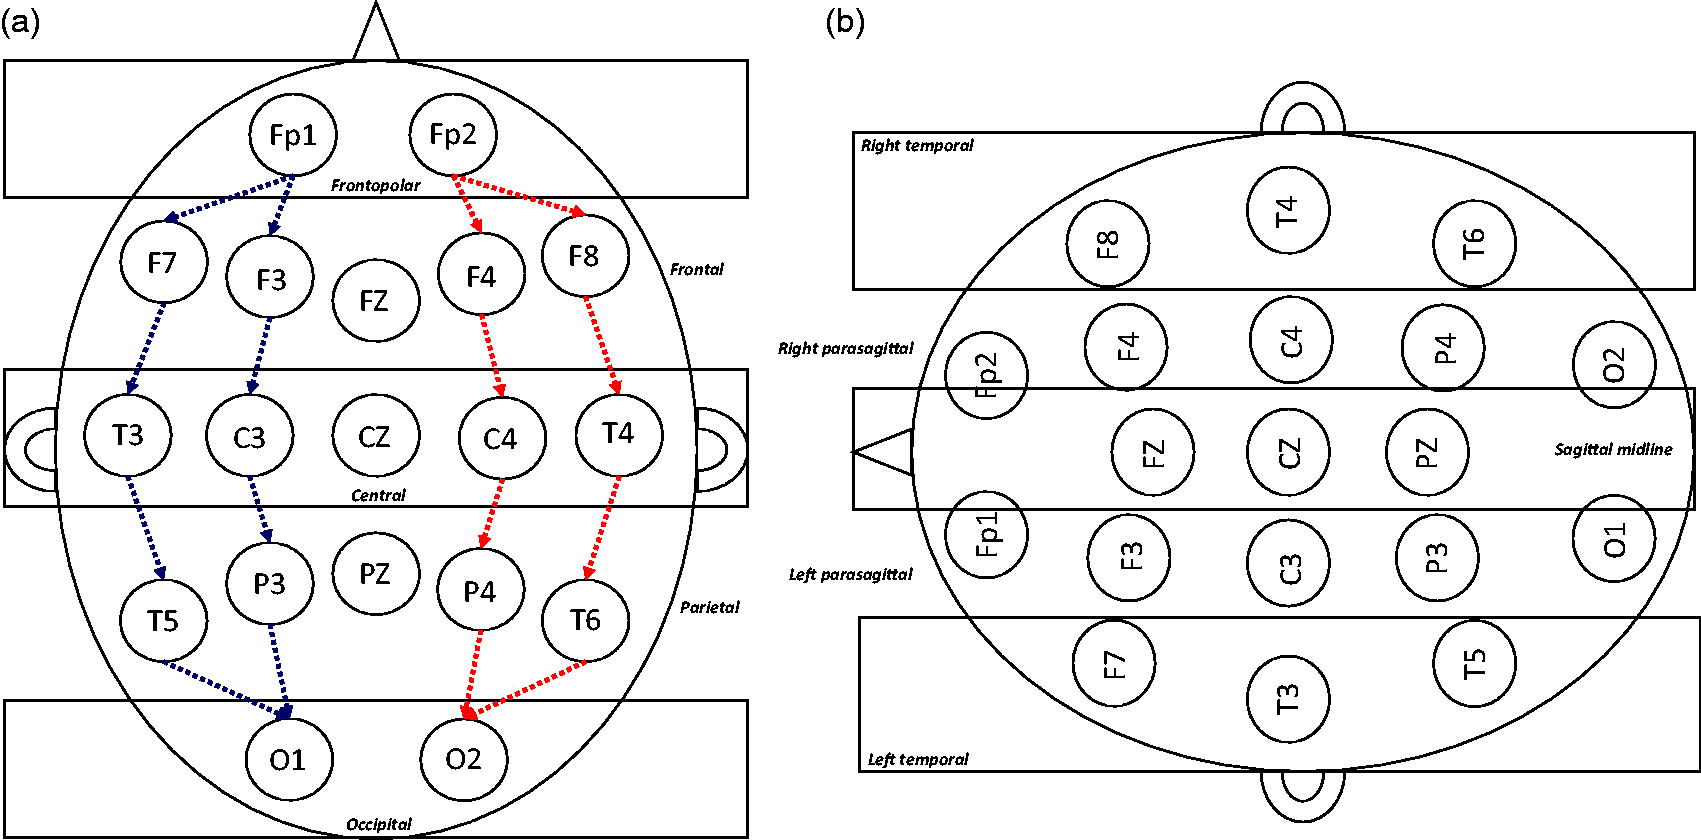 (a)
Fp1 Fp2
Frontopolar
F7 F3 FZ F4 F8
Frontal
T3 C3 CZ C4 T4
Central
T5 P3 PZ P4 T6
Parietal
O1 O2
Occipital
(b)
Right temporal
F8 T4 T6
Right parasagittal
Fp2 F4 C4 P4 O2
FZ CZ PZ
Sagittal midline
Fp1 F3 C3 P3 O1
Left parasagittal
F7 T3 T5
Left temporal